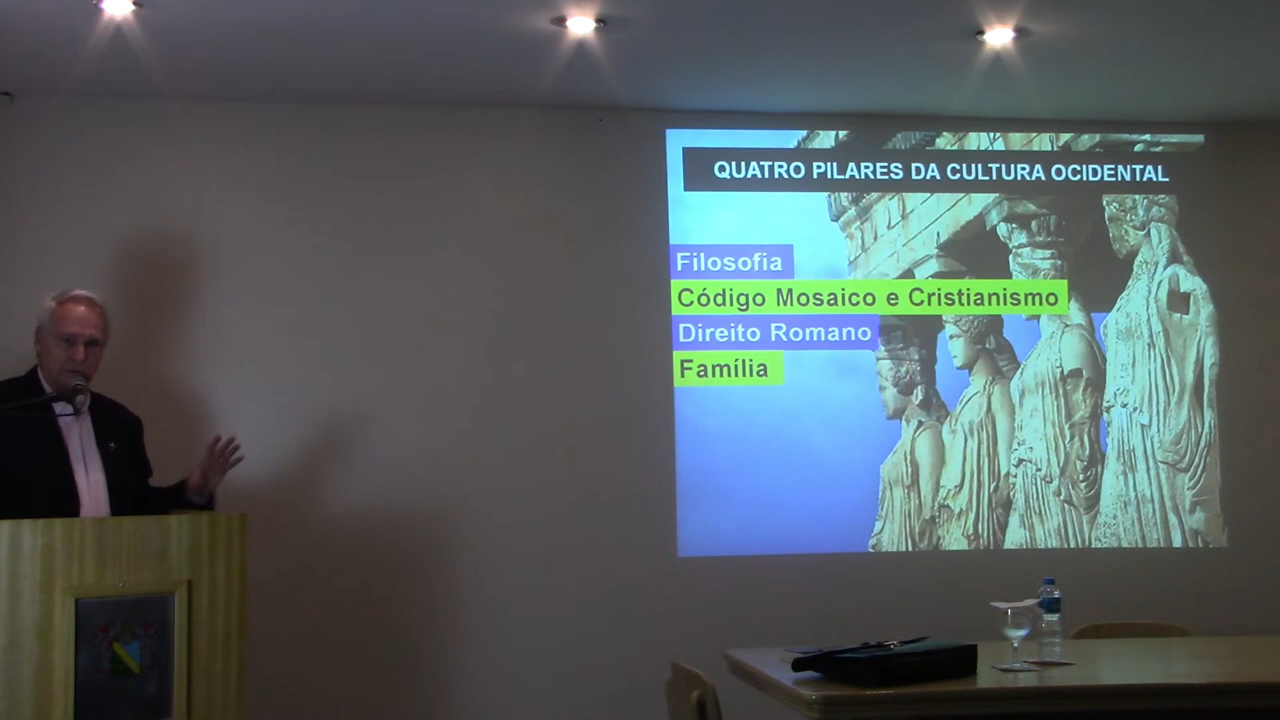 QUATRO PILARES DA CULTURA OCIDENTAL
Filosofia
Código Mosaico e Cristianismo
Direito Romano
Família